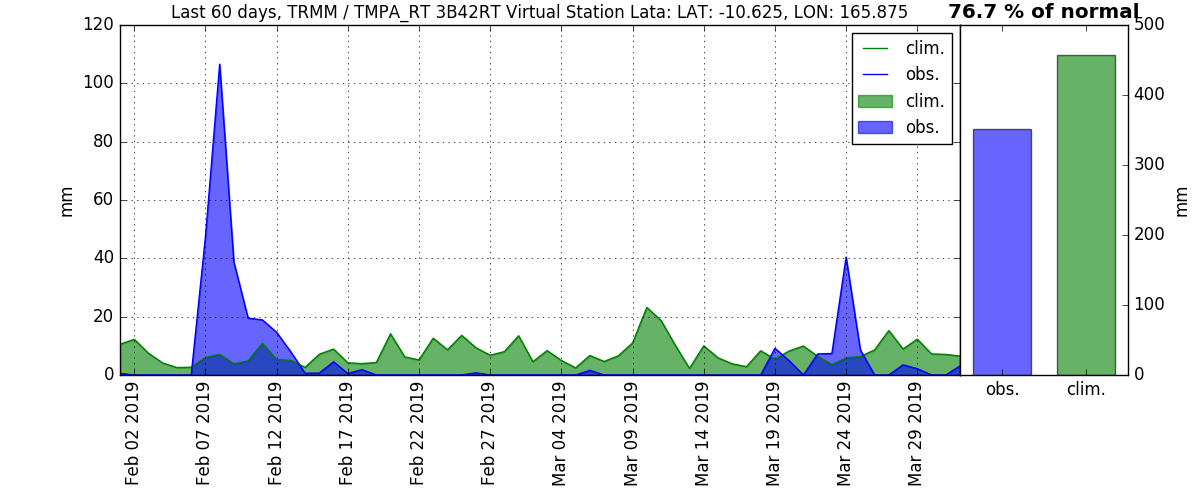 Last 60 days, TRMM / TMPA_RT 3B42RT Virtual Station Lata: LAT: -10.625, LON: 165.875
76.7 % of normal
120
100
80
60
40
20
0
mm
clim.
obs.
clim.
obs.
500
400
300
200
100
0
mm
Feb 02 2019
Feb 07 2019
Feb 12 2019
Feb 17 2019
Feb 22 2019
Feb 27 2019
Mar 04 2019
Mar 09 2019
Mar 14 2019
Mar 19 2019
Mar 24 2019
Mar 29 2019
obs.
clim.